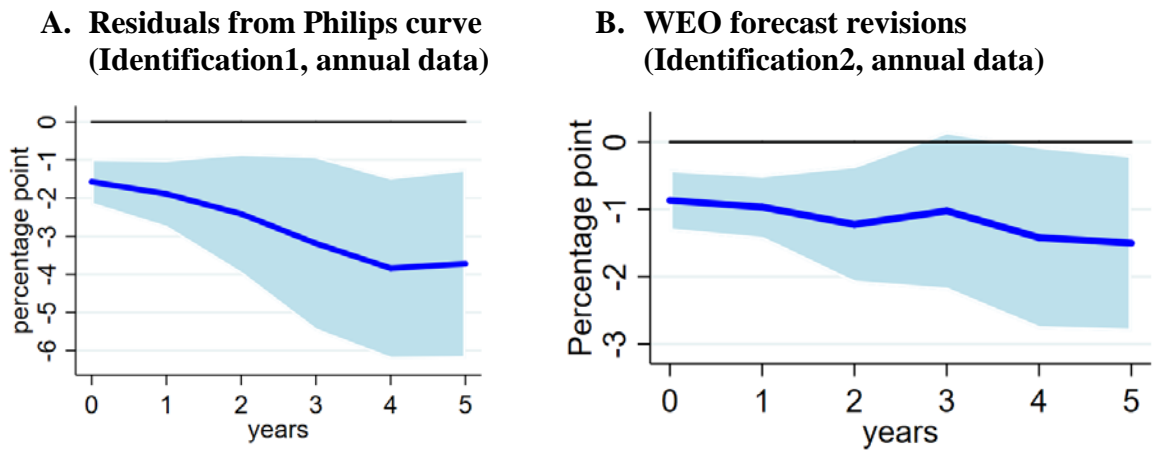 A. Residuals from Philips curve
(Identification1, annual data)
percentage point
0
-1
-2
-3
-4
-5
-6
0 1 2 3 4 5
years
B. WEO forecast revisions
(Identification2, annual data)
Percentage point
0
-1
-2
-3
0 1 2 3 4 5
years